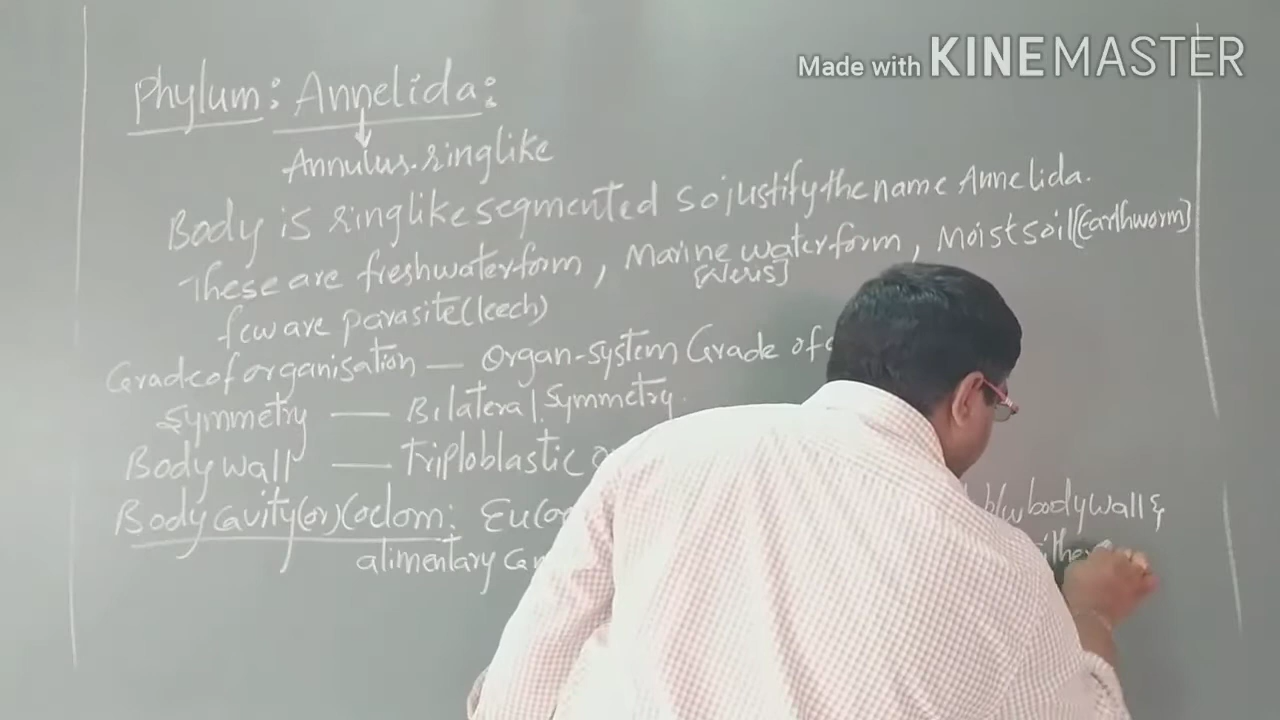 Made with KINEMASTER
Phylum: Annelida:
Annulus. ringlike
Body is ringlike segmented so justify the name Annelida.
These are freshwater form, Marine water form, Moist soil [Earthworm]
[Neris]
few are parasite (leech)
Grade of organisation — Organ-system Grade of
Symmetry — Bilateral Symmetry.
Body wall — Triploblastic
Body cavity (or) Coelom: b/w body wall &
alimentary